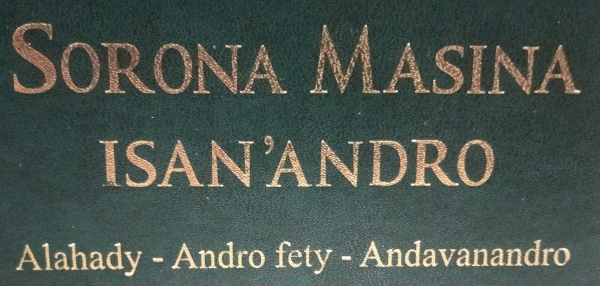 SORONA MASINA
ISAN'ANDRO
Alahady - Andro fety - Andavanandro